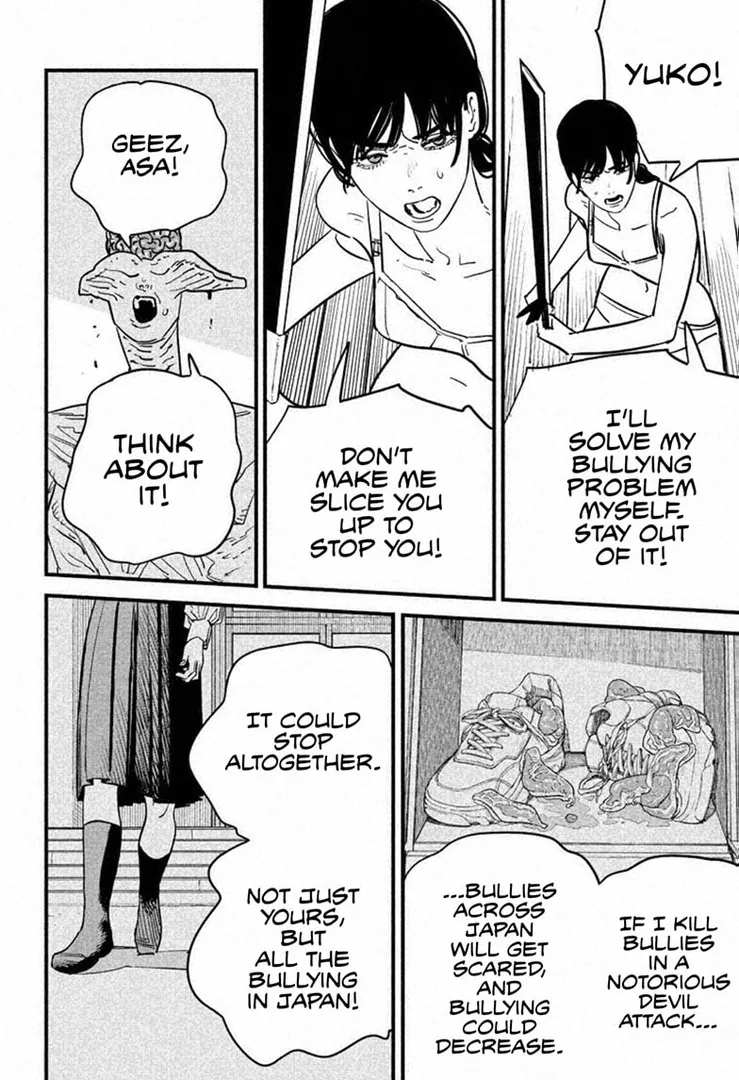 YUKO!
I'LL
SOLVE MY
BULLYING
PROBLEM
MYSELF.
STAY OUT
OF IT!
DON'T
MAKE ME
SLICE YOU
UP TO
STOP YOU!
GEEZ,
ASA!
THINK
ABOUT
IT!
IF I KILL
BULLIES
IN A
NOTORIOUS
DEVIL
ATTACK...
...BULLIES
ACROSS
JAPAN
WILL GET
SCARED,
AND
BULLYING
COULD
DECREASE.
IT COULD
STOP
ALTOGETHER.
NOT JUST
YOURS,
BUT
ALL THE
BULLYING
IN JAPAN!